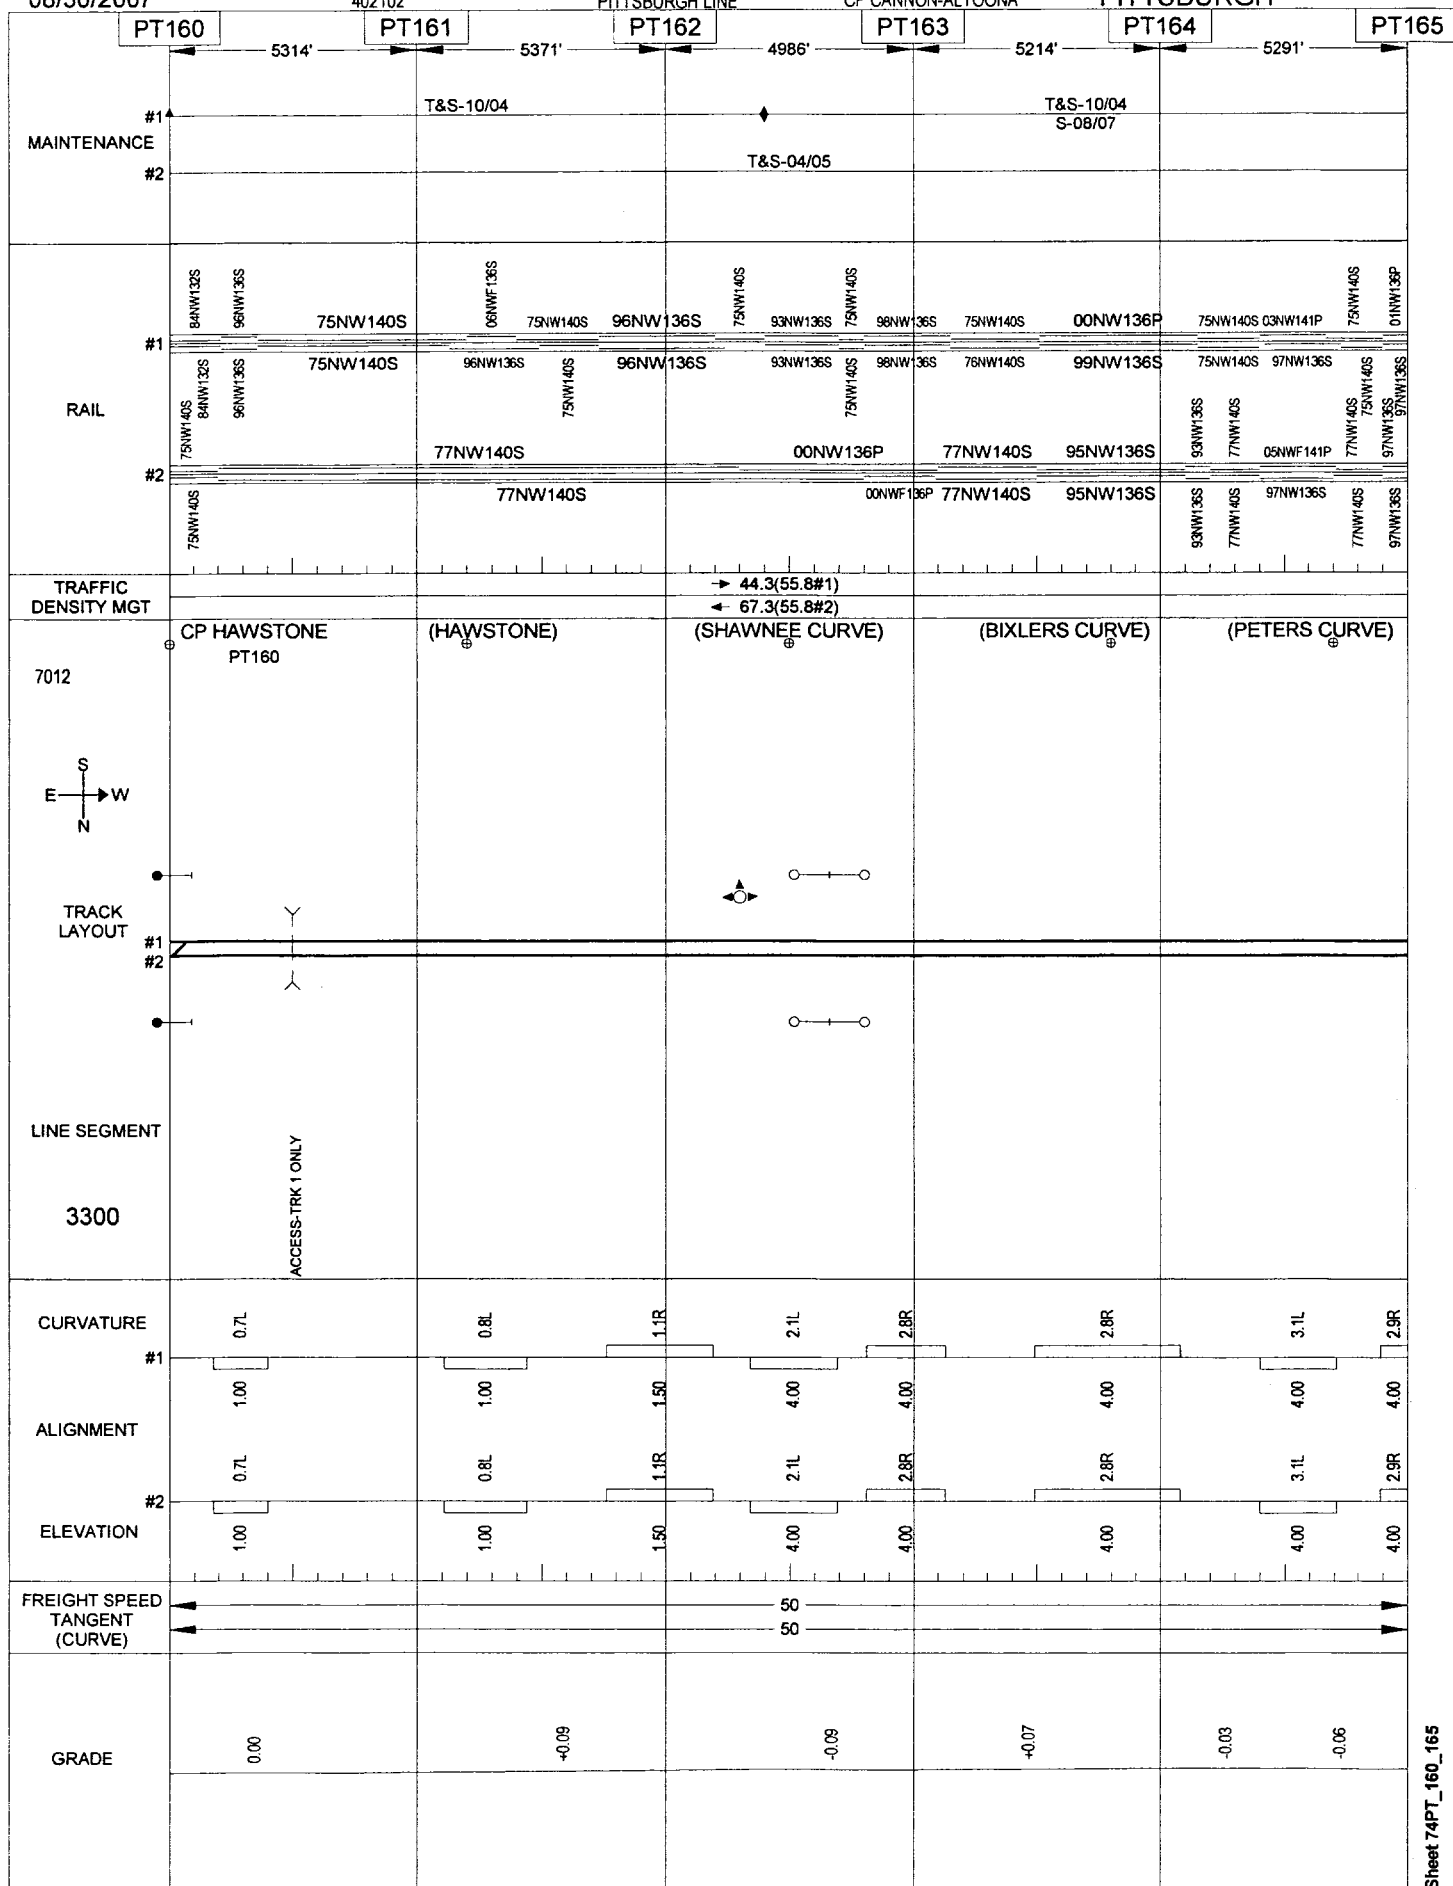 08/30/2007 402102 PITTSBURGH LINE CP CANNON-ALTOONA PITTSBURGH
PT160 PT161 PT162 PT163 PT164 PT165
5314' 5371' 4986' 5214' 5291'
MAINTENANCE
#1 T&S-10/04 T&S-10/04
S-08/07
#2 T&S-04/05
RAIL
84NW132S 96NW136S 75NW140S 06NWF136S 75NW140S 96NW136S 75NW140S 93NW136S 75NW140S 98NW136S 75NW140S 00NW136P 75NW140S 03NW141P 75NW140S 01NW136P
#1
84NW132S 96NW136S 75NW140S 96NW136S 75NW140S 96NW136S 93NW136S 75NW140S 98NW136S 76NW140S 99NW136S 75NW140S 97NW136S 75NW140S 97NW136S
75NW140S 77NW140S 00NW136P 77NW140S 95NW136S 93NW136S 77NW140S 05NWF141P 77NW140S 97NW136S
#2
75NW140S 77NW140S 00NWF136P 77NW140S 95NW136S 93NW136S 77NW140S 97NW136S 77NW140S 97NW136S
TRAFFIC
DENSITY MGT
44.3(55.8#1)
67.3(55.8#2)
CP HAWSTONE (HAWSTONE) (SHAWNEE CURVE) (BIXLERS CURVE) (PETERS CURVE)
PT160
7012
S
E W
N
TRACK
LAYOUT
#1
#2
LINE SEGMENT
3300
ACCESS-TRK 1 ONLY
CURVATURE
0.7L 0.8L 1.1R 2.1L 2.8R 2.8R 3.1L 2.9R
#1
1.00 1.00 1.50 4.00 4.00 4.00 4.00 4.00
ALIGNMENT
0.7L 0.8L 1.1R 2.1L 2.8R 2.8R 3.1L 2.9R
#2
ELEVATION
1.00 1.00 1.50 4.00 4.00 4.00 4.00 4.00
FREIGHT SPEED
TANGENT
(CURVE)
50
50
GRADE
0.00 +0.09 -0.09 +0.07 -0.03 -0.06
Sheet 74PT_160_165